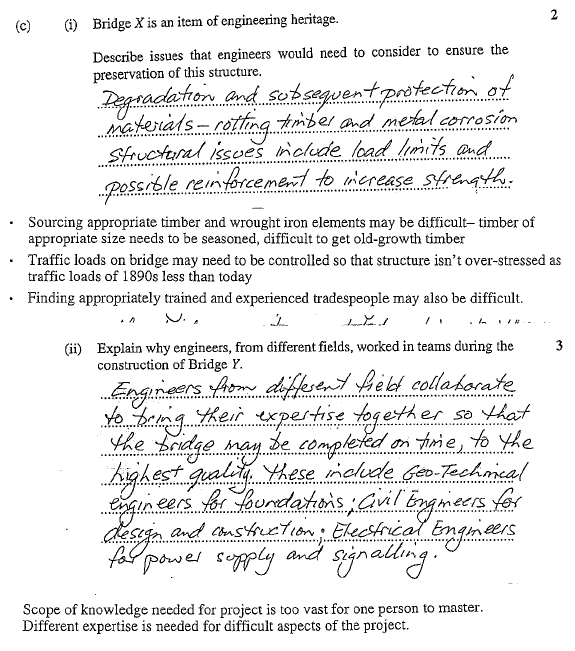 (c) (i) Bridge X is an item of engineering heritage. 2
Describe issues that engineers would need to consider to ensure the
preservation of this structure.
Degradation and subsequent protection of
materials – rotting timber and metal corrosion
structural issues include load limits and
possible reinforcement to increase strength.
• Sourcing appropriate timber and wrought iron elements may be difficult– timber of
appropriate size needs to be seasoned, difficult to get old-growth timber
• Traffic loads on bridge may need to be controlled so that structure isn't over-stressed as
traffic loads of 1890s less than today
• Finding appropriately trained and experienced tradespeople may also be difficult.
(ii) Explain why engineers, from different fields, worked in teams during the 3
construction of Bridge Y.
Engineers from different field collaborate
to bring their expertise together so that
the bridge may be completed on time, to the
highest quality. These include Geo-Technical
engineers for foundations; Civil Engineers for
design and construction; Electrical Engineers
for power supply and signalling.
Scope of knowledge needed for project is too vast for one person to master.
Different expertise is needed for difficult aspects of the project.